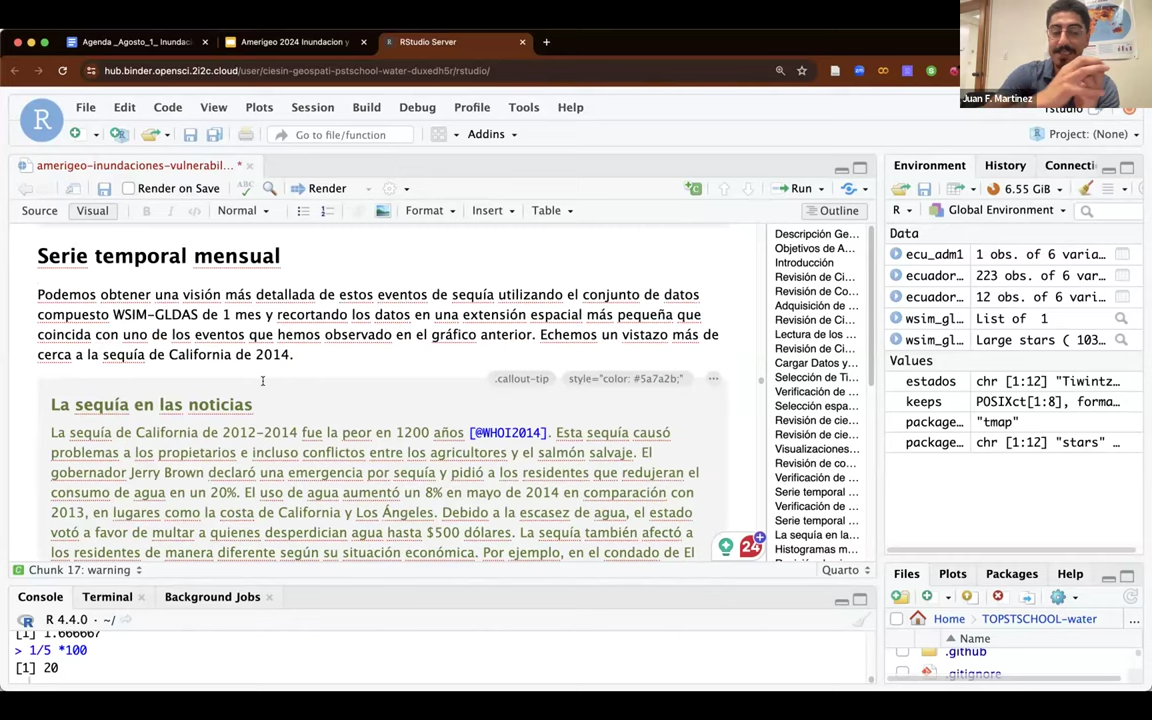 Agenda _Agosto_1_ Inundaci
Amerigeo 2024 Inundacion y
RStudio Server
hub.binder.opensci.2i2c.cloud/user/ciesin-geospati-pstschool-water-duxedh5r/rstudio/
Juan F. Martinez
R
File Edit Code View Plots Session Build Debug Profile Tools Help
rstudio
Go to file/function
Addins
Project: (None)
amerigeo-inundaciones-vulnerabil... *
Environment History Connecti
Render on Save
ABC
Render
Run
6.55 GiB
Source Visual
B I
Normal
Format Insert Table
Outline
R
Global Environment
Serie temporal mensual
Podemos obtener una visión más detallada de estos eventos de sequía utilizando el conjunto de datos
compuesto WSIM-GLDAS de 1 mes y recortando los datos en una extensión espacial más pequeña que
coincida con uno de los eventos que hemos observado en el gráfico anterior. Echemos un vistazo más de
cerca a la sequía de California de 2014.
.callout-tip style="color: #5a7a2b;" ...
La sequía en las noticias
La sequía de California de 2012-2014 fue la peor en 1200 años [@WHOI2014]. Esta sequía causó
problemas a los propietarios e incluso conflictos entre los agricultores y el salmón salvaje. El
gobernador Jerry Brown declaró una emergencia por sequía y pidió a los residentes que redujeran el
consumo de agua en un 20%. El uso de agua aumentó un 8% en mayo de 2014 en comparación con
2013, en lugares como la costa de California y Los Ángeles. Debido a la escasez de agua, el estado
votó a favor de multar a quienes desperdician agua hasta $500 dólares. La sequía también afectó a
los residentes de manera diferente según su situación económica. Por ejemplo, en el condado de El
24
Descripción Ge...
Objetivos de A...
Introducción
Revisión de Ci...
Revisión de Co...
Adquisición de
Revisión de Ci...
Lectura de los ...
Revisión de Ci...
Cargar Datos y...
Selección de Ti...
Verificación de ...
Selección espa...
Revisión de cie...
Revisión de cie...
Visualizaciones...
Revisión de co...
Verificación de ...
Serie temporal ...
Verificación de ...
Serie temporal ...
La sequía en la...
Histogramas m...
Data
ecu_adm1 1 obs. of 6 varia...
ecuador... 223 obs. of 6 var...
ecuador... 12 obs. of 6 vari...
wsim_gl... List of 1
wsim_gl... Large stars ( 103...
Values
estados chr [1:12] "Tiwintz...
keeps POSIXct[1:8], forma...
package... "tmap"
package... chr [1:12] "stars" ...
Chunk 17: warning
Quarto
Console Terminal Background Jobs
R 4.4.0 · ~/
[1] 1.666667
> 1/5 *100
[1] 20
Files Plots Packages Help
Home TOPSTSCHOOL-water ...
Name
.github
.gitignore